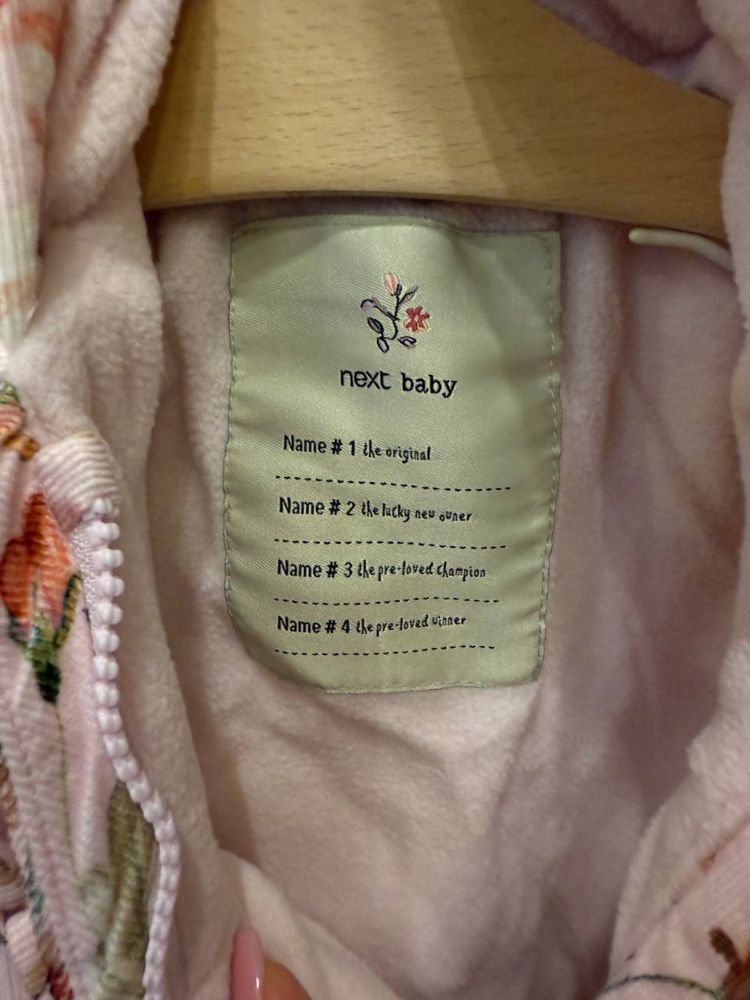 next baby
Name # 1 the original
Name # 2 the lucky new owner
Name # 3 the pre-loved champion
Name # 4 the pre-loved winner